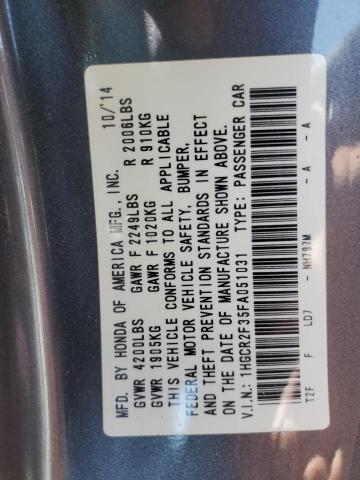 MFD. BY HONDA OF AMERICA MFG., INC. 10/'14
GVWR 4200LBS GAWR F 2249LBS R 2006LBS
GVWR 1905KG GAWR F 1020KG R 910KG
THIS VEHICLE CONFORMS TO ALL APPLICABLE
FEDERAL MOTOR VEHICLE SAFETY, BUMPER,
AND THEFT PREVENTION STANDARDS IN EFFECT
ON THE DATE OF MANUFACTURE SHOWN ABOVE.
V.I.N.: 1HGCR2F35FA051031 TYPE: PASSENGER CAR
T2F F LD7 - NH797M - A - A